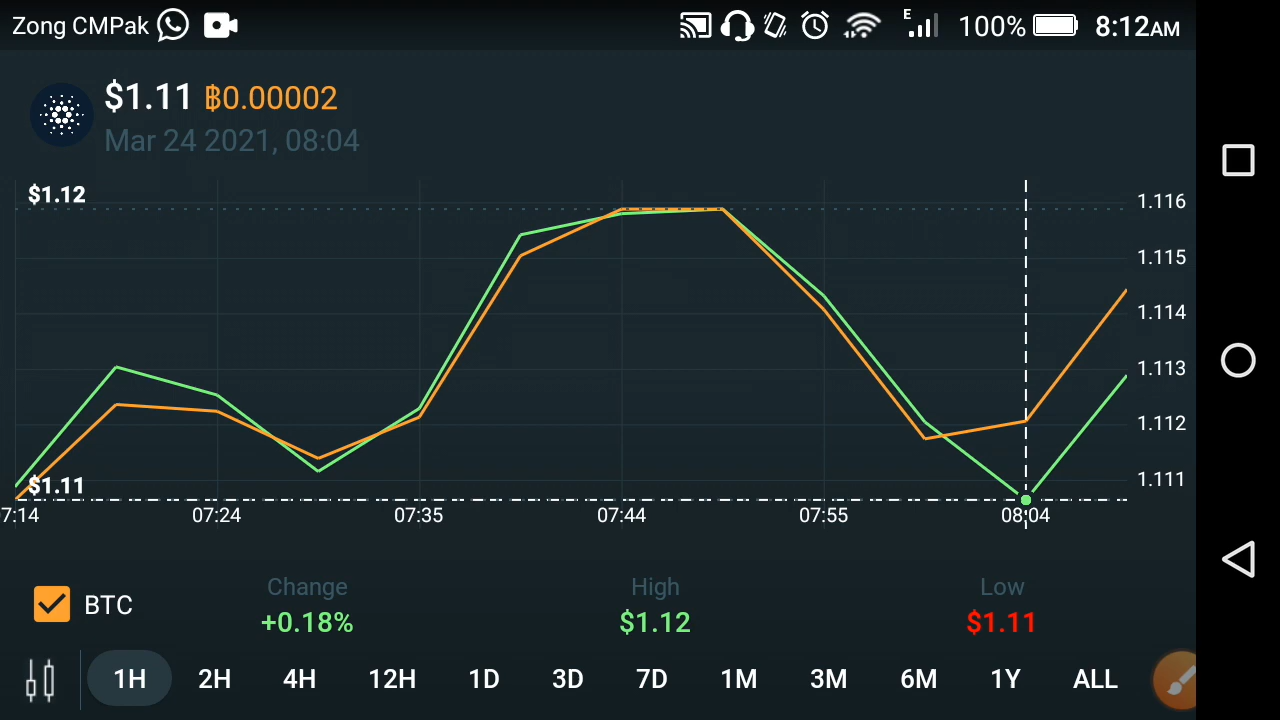 Zong CMPak E 100% 8:12AM
$1.11 ฿0.00002
Mar 24 2021, 08:04
$1.12
1.116
1.115
1.114
1.113
1.112
$1.11 1.111
07:14 07:24 07:35 07:44 07:55 08:04
Change High Low
BTC
+0.18% $1.12 $1.11
1H 2H 4H 12H 1D 3D 7D 1M 3M 6M 1Y ALL